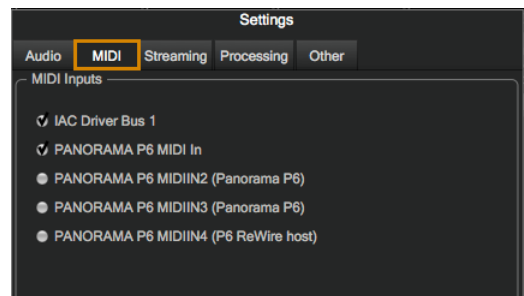 Settings
Audio MIDI Streaming Processing Other
MIDI Inputs
IAC Driver Bus 1
PANORAMA P6 MIDI In
PANORAMA P6 MIDIIN2 (Panorama P6)
PANORAMA P6 MIDIIN3 (Panorama P6)
PANORAMA P6 MIDIIN4 (P6 ReWire host)